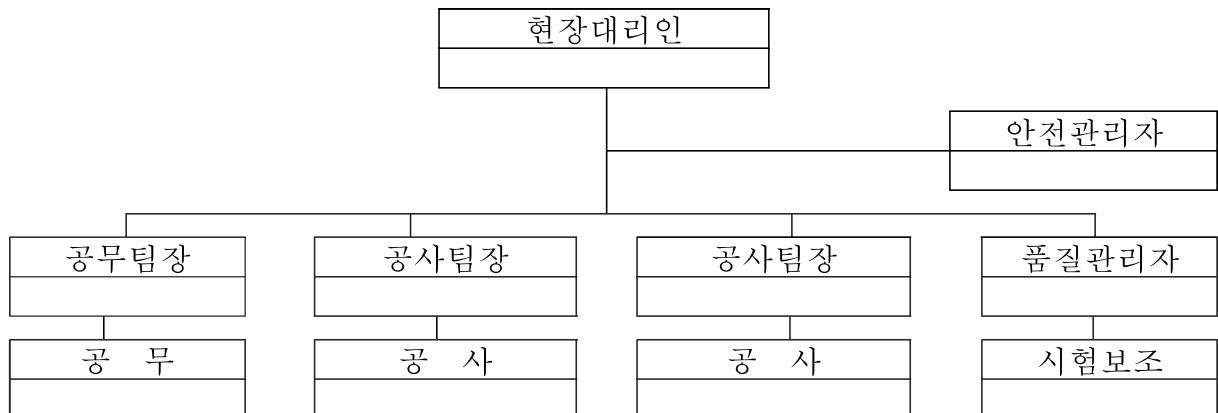 현장대리인
안전관리자
공무팀장 공사팀장 공사팀장 품질관리자
공 무 공 사 공 사 시험보조